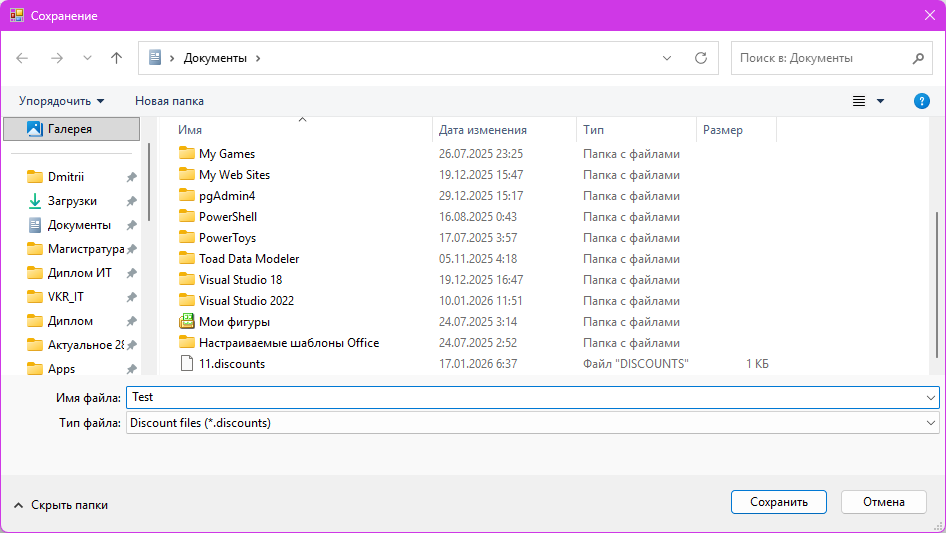 Сохранение
Документы
Поиск в: Документы
Упорядочить
Новая папка
?
Галерея
Имя
Дата изменения
Тип
Размер
Dmitrii
Загрузки
Документы
Магистратура
Диплом ИТ
VKR_IT
Диплом
Актуальное 28
Apps
My Games 26.07.2025 23:25 Папка с файлами
My Web Sites 19.12.2025 15:47 Папка с файлами
pgAdmin4 29.12.2025 15:17 Папка с файлами
PowerShell 16.08.2025 0:43 Папка с файлами
PowerToys 17.07.2025 3:57 Папка с файлами
Toad Data Modeler 05.11.2025 4:18 Папка с файлами
Visual Studio 18 19.12.2025 16:47 Папка с файлами
Visual Studio 2022 10.01.2026 11:51 Папка с файлами
Мои фигуры 24.07.2025 3:14 Папка с файлами
Настраиваемые шаблоны Office 24.07.2025 2:52 Папка с файлами
11.discounts 17.01.2026 6:37 Файл "DISCOUNTS" 1 КБ
Имя файла: Test
Тип файла: Discount files (*.discounts)
Скрыть папки
Сохранить
Отмена